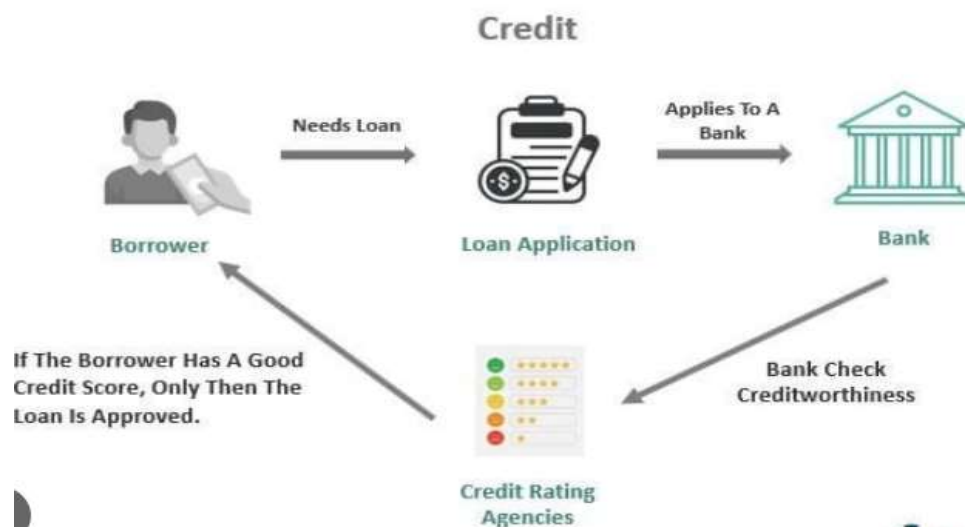 Credit
Needs Loan
Applies To A
Bank
Borrower
Loan Application
Bank
If The Borrower Has A Good
Credit Score, Only Then The
Loan Is Approved.
Bank Check
Creditworthiness
Credit Rating
Agencies